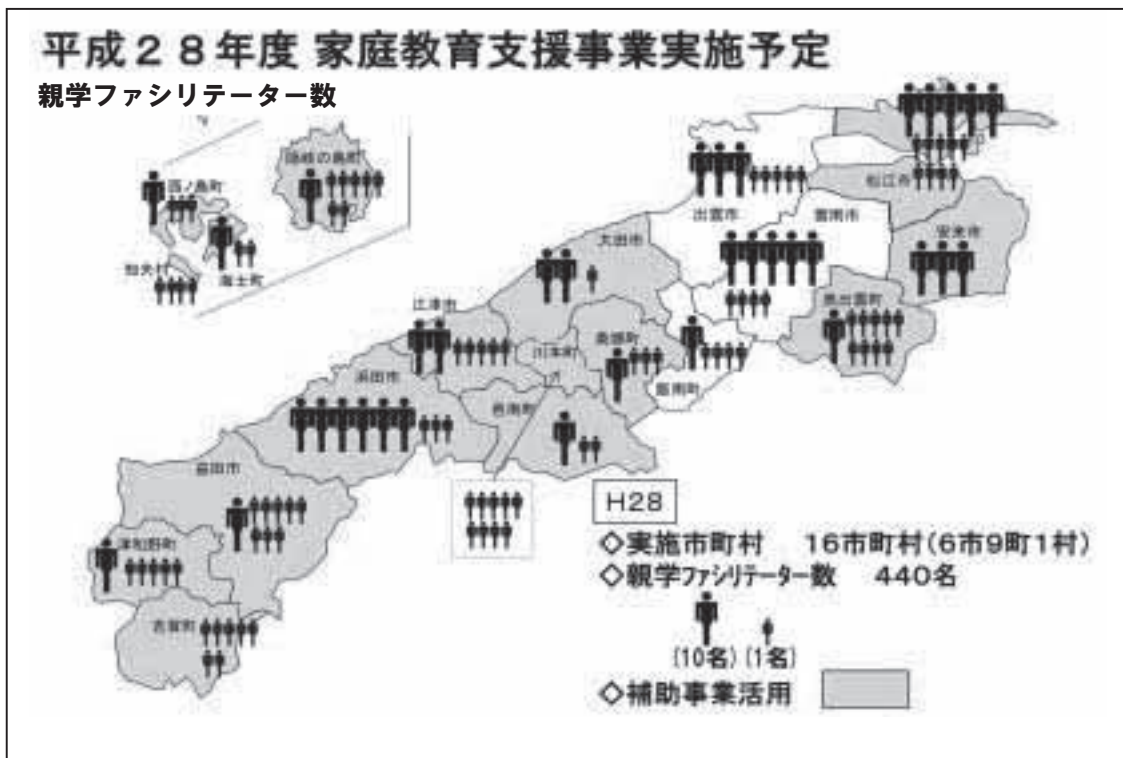 平成２８年度 家庭教育支援事業実施予定
親学ファシリテーター数
隠岐の島町
西ノ島町
海士町
知夫村
松江市
出雲市
雲南市
安来市
大田市
奥出雲町
江津市
川本町
美郷町
飯南町
浜田市
邑南町
益田市
津和野町
吉賀町
H28
◇実施市町村 16市町村(6市9町1村)
◇親学ファシリテーター数 440名
(10名) (1名)
◇補助事業活用